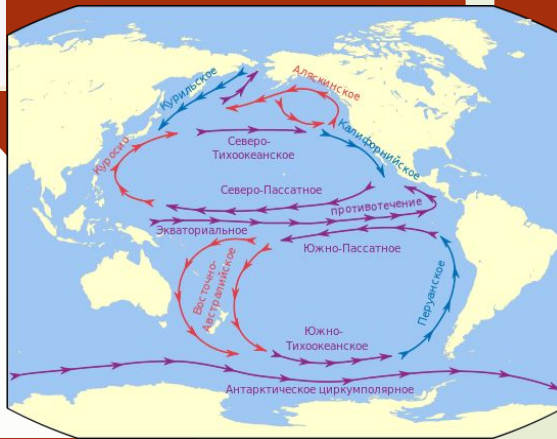 Аляскинское
Курильское
Куросио
Северо-
Тихоокеанское
Калифорнийское
Северо-Пассатное
противотечение
Экваториальное
Южно-Пассатное
Восточно-
Австралийское
Перуанское
Южно-
Тихоокеанское
Антарктическое циркумполярное